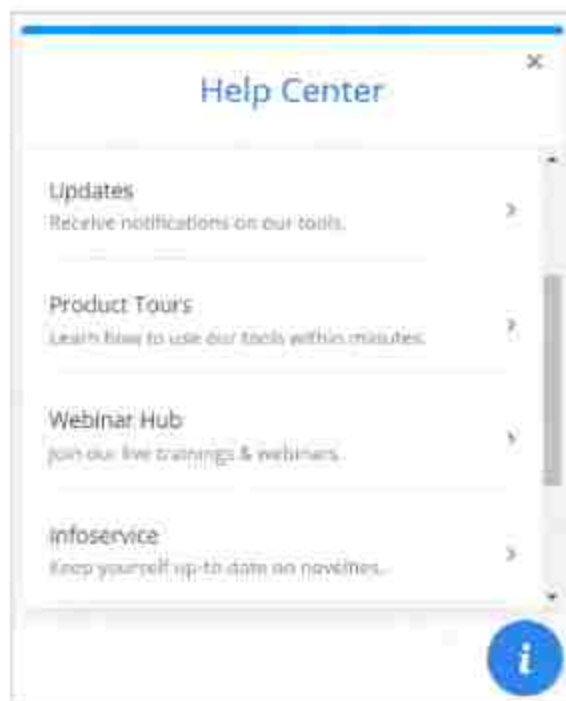 Help Center
Updates
Receive notifications on our tools.
Product Tours
Learn how to use our tools within minutes.
Webinar Hub
Join our live trainings & webinars.
Infoservice
Keep yourself up-to date on novelties.
i